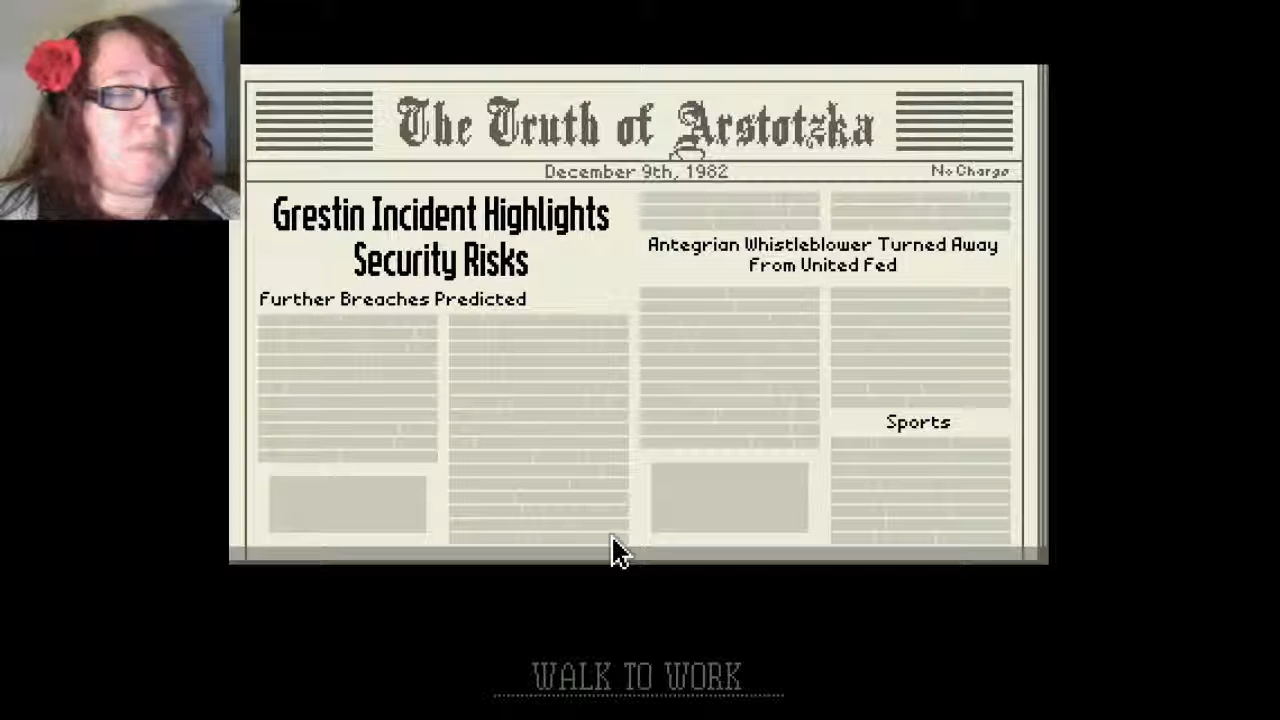 The Truth of Arstotzka
December 9th, 1982
No Charge
Grestin Incident Highlights
Security Risks
Further Breaches Predicted
Antegrian Whistleblower Turned Away
From United Fed
Sports
WALK TO WORK